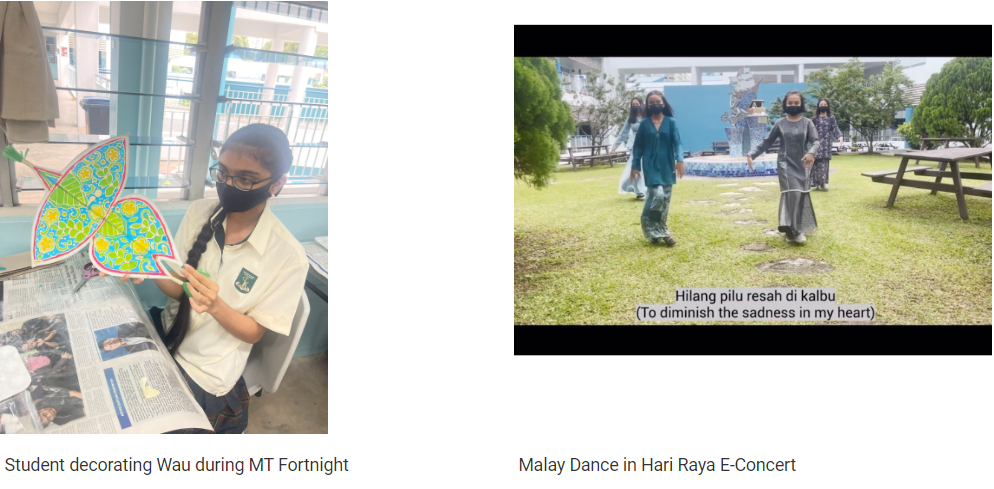 Hilang pilu resah di kalbu
(To diminish the sadness in my heart)
Student decorating Wau during MT Fortnight
Malay Dance in Hari Raya E-Concert